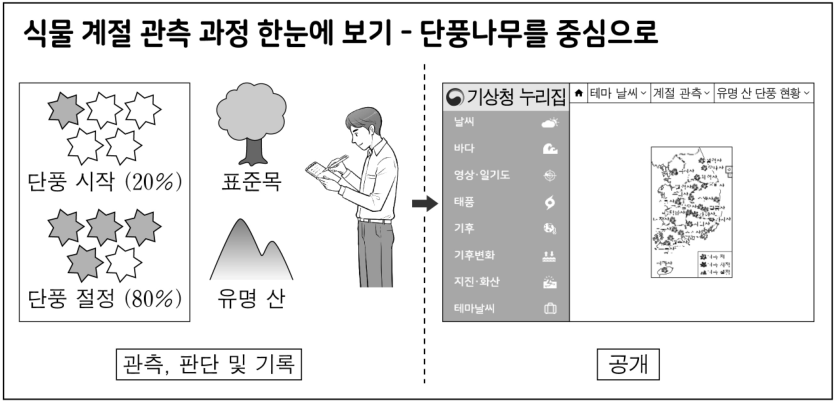 식물 계절 관측 과정 한눈에 보기 - 단풍나무를 중심으로
단풍 시작 (20%)
표준목
단풍 절정 (80%)
유명 산
관측, 판단 및 기록
기상청 누리집
테마 날씨
계절 관측
유명 산 단풍 현황
날씨
바다
영상·일기도
태풍
기후
기후변화
지진·화산
테마날씨
공개